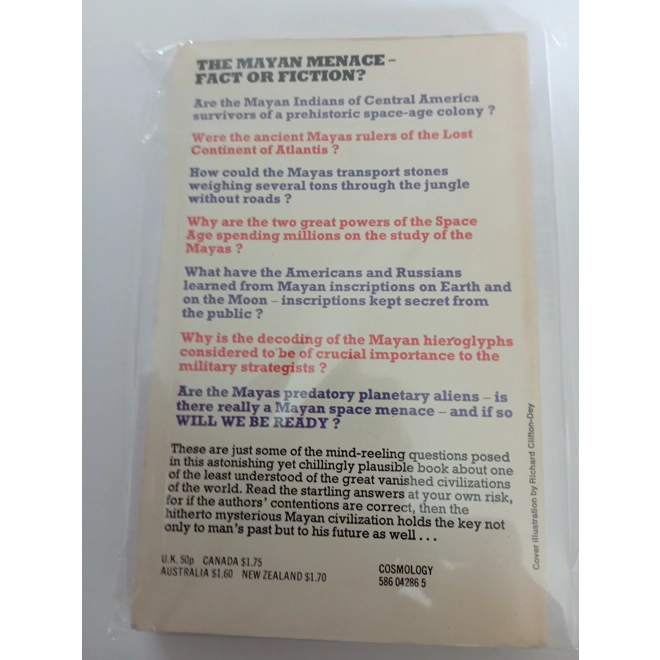 THE MAYAN MENACE –
FACT OR FICTION?
Are the Mayan Indians of Central America
survivors of a prehistoric space-age colony ?
Were the ancient Mayas rulers of the Lost
Continent of Atlantis ?
How could the Mayas transport stones
weighing several tons through the jungle
without roads ?
Why are the two great powers of the Space
Age spending millions on the study of the
Mayas ?
What have the Americans and Russians
learned from Mayan inscriptions on Earth and
on the Moon – inscriptions kept secret from
the public ?
Why is the decoding of the Mayan hieroglyphs
considered to be of crucial importance to the
military strategists ?
Are the Mayas predatory planetary aliens – is
there really a Mayan space menace – and if so
WILL WE BE READY ?
These are just some of the mind-reeling questions posed
in this astonishing yet chillingly plausible book about one
of the least understood of the great vanished civilizations
of the world. Read the startling answers at your own risk,
for if the authors' contentions are correct, then the
hitherto mysterious Mayan civilization holds the key not
only to man's past but to his future as well . . .
U.K. 50p CANADA $1.75
AUSTRALIA $1.60 NEW ZEALAND $1.70
COSMOLOGY
586 04286 5
Cover illustration by Richard Clifton-Dey